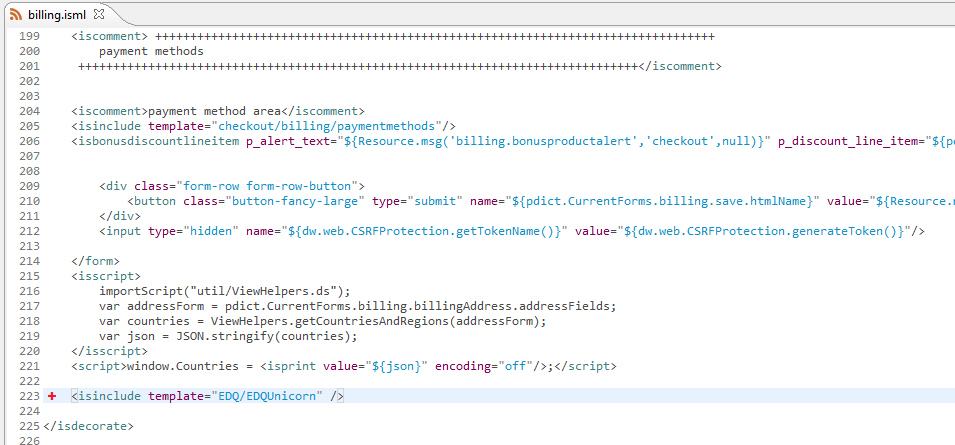 billing.isml
199 <iscomment> ++++++++++++++++++++++++++++++++++++++++++++++++++++++++++++++++++++++++++++++++
200 payment methods
201 ++++++++++++++++++++++++++++++++++++++++++++++++++++++++++++++++++++++++++++++++</iscomment>
202
203
204 <iscomment>payment method area</iscomment>
205 <isinclude template="checkout/billing/paymentmethods"/>
206 <isbonusdiscountlineitem p_alert_text="${Resource.msg('billing.bonusproductalert','checkout',null)}" p_discount_line_item="${p
207
208
209 <div class="form-row form-row-button">
210 <button class="button-fancy-large" type="submit" name="${pdict.CurrentForms.billing.save.htmlName}" value="${Resource.
211 </div>
212 <input type="hidden" name="${dw.web.CSRFProtection.getTokenName()}" value="${dw.web.CSRFProtection.generateToken()}"/>
213
214 </form>
215 <isscript>
216 importScript("util/ViewHelpers.ds");
217 var addressForm = pdict.CurrentForms.billing.billingAddress.addressFields;
218 var countries = ViewHelpers.getCountriesAndRegions(addressForm);
219 var json = JSON.stringify(countries);
220 </isscript>
221 <script>window.Countries = <isprint value="${json}" encoding="off"/>;</script>
222
223 + <isinclude template="EDQ/EDQUnicorn" />
224
225 </isdecorate>
226